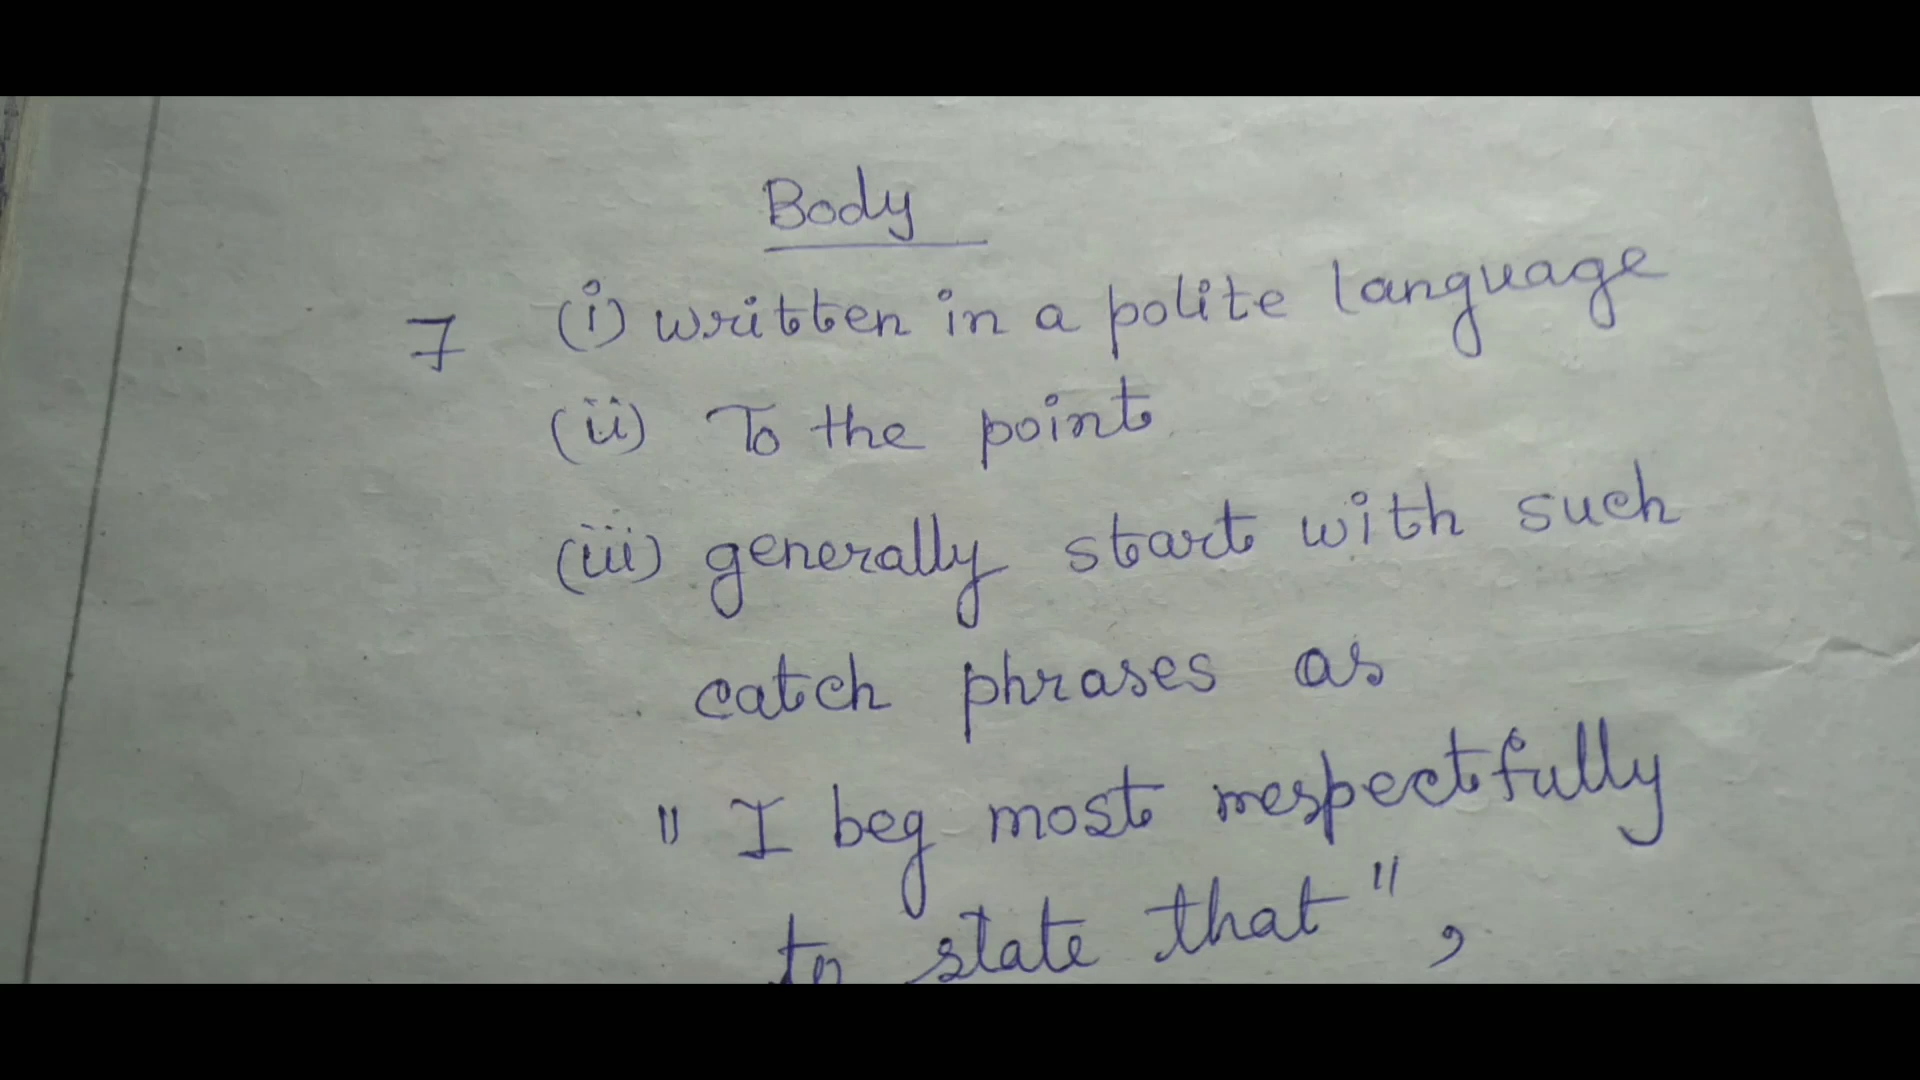 Body
7 (i) written in a polite language
(ii) To the point
(iii) generally start with such
catch phrases as
" I beg most respectfully
to state that ",